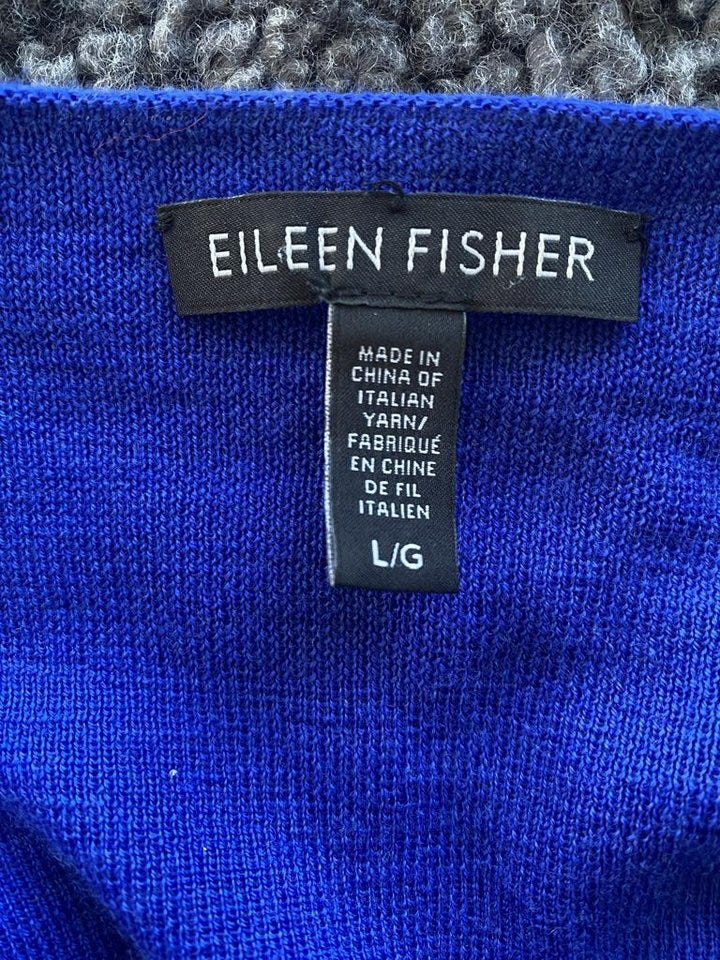 EILEEN FISHER
MADE IN
CHINA OF
ITALIAN
YARN/
FABRIQUÉ
EN CHINE
DE FIL
ITALIEN
L/G